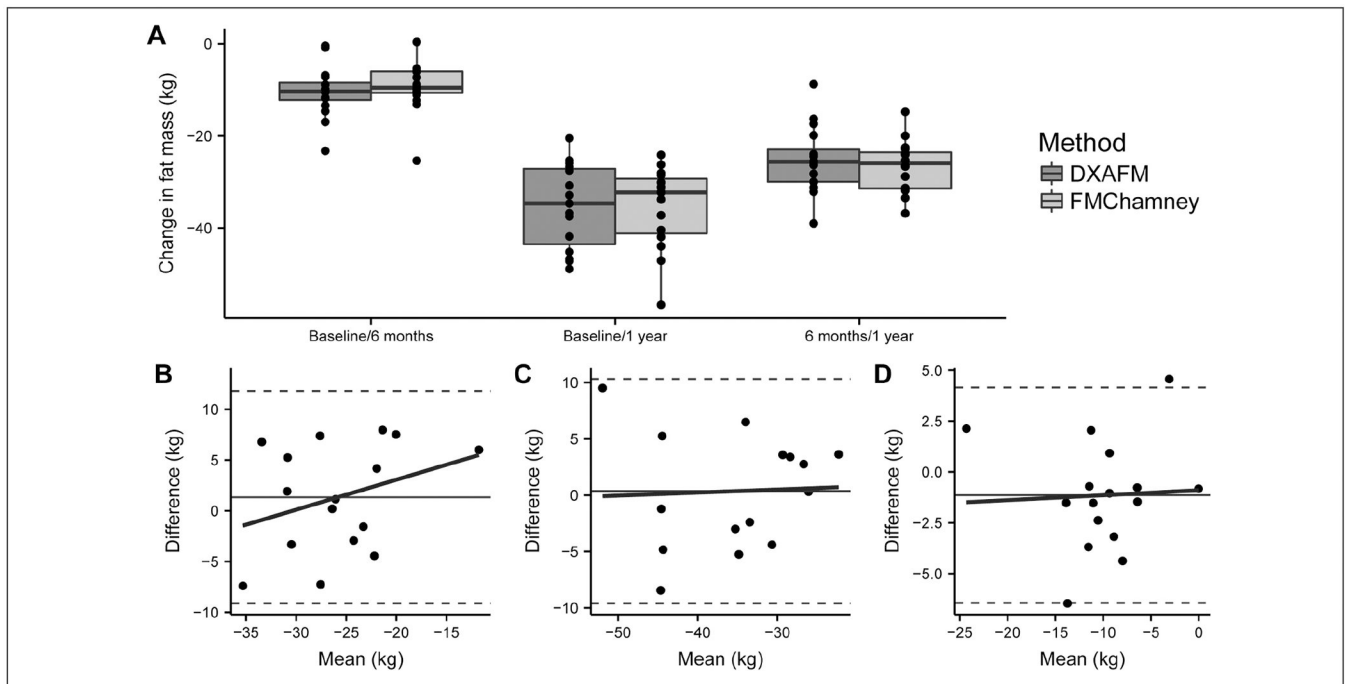 A
Change in fat mass (kg)
0
−20
−40
Baseline/6 months
Baseline/1 year
6 months/1 year
Method
DXAFM
FMChamney
B
Difference (kg)
10
5
0
−5
−10
−35
−30
−25
−20
−15
Mean (kg)
C
Difference (kg)
10
5
0
−5
−10
−50
−40
−30
Mean (kg)
D
Difference (kg)
5.0
2.5
0.0
−2.5
−5.0
−25
−20
−15
−10
−5
0
Mean (kg)